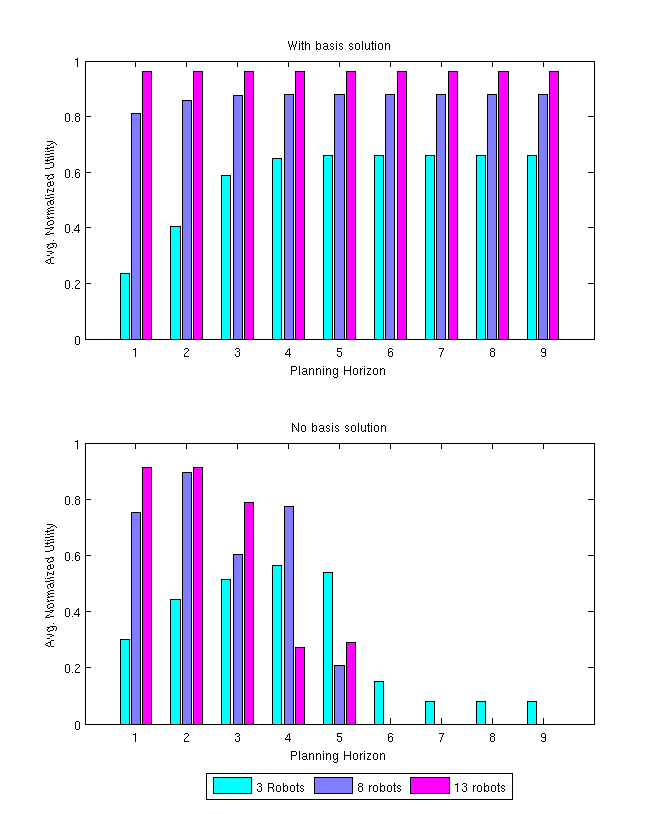 With basis solution
1
0.8
0.6
0.4
0.2
0
Avg. Normalized Utility
1 2 3 4 5 6 7 8 9
Planning Horizon
No basis solution
1
0.8
0.6
0.4
0.2
0
Avg. Normalized Utility
1 2 3 4 5 6 7 8 9
Planning Horizon
3 Robots 8 robots 13 robots